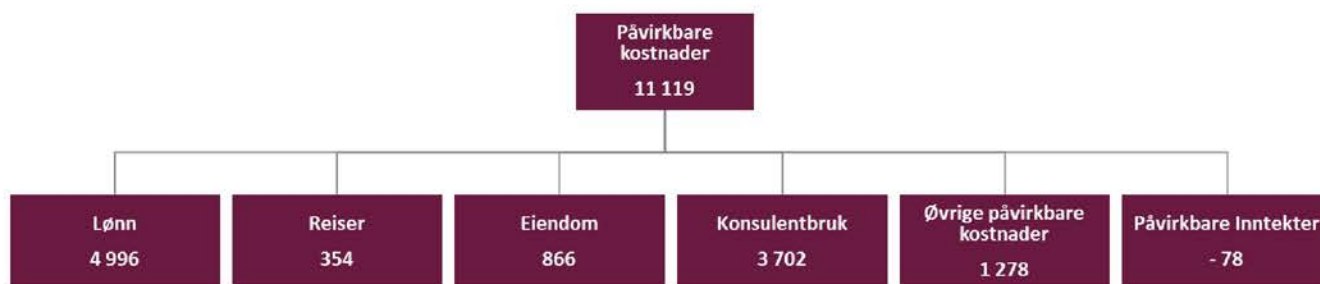 Påvirkbare
kostnader
11 119
Lønn
4 996
Reiser
354
Eiendom
866
Konsulentbruk
3 702
Øvrige påvirkbare
kostnader
1 278
Påvirkbare Inntekter
- 78